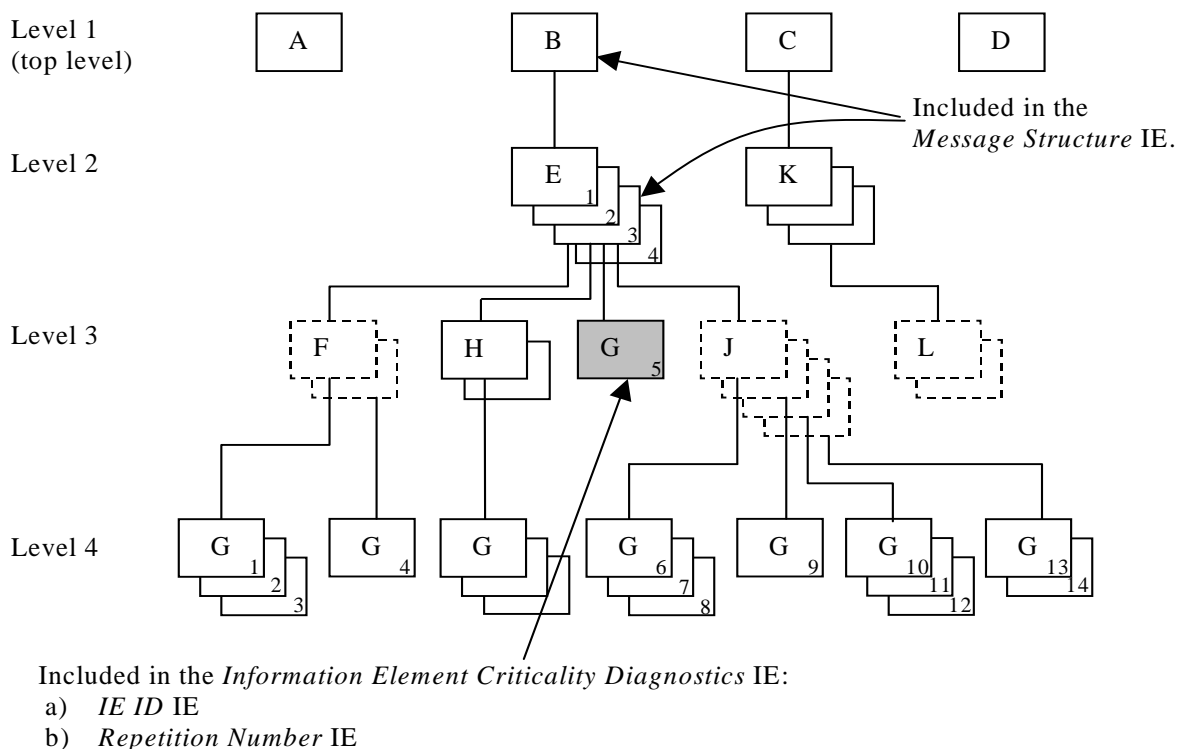 Level 1
(top level)
A
B
C
D
Included in the
Message Structure IE.
Level 2
E
1
2
3
4
K
Level 3
F
H
G
5
J
L
Level 4
G
1
2
3
G
4
G
G
6
7
8
G
9
G
10
11
12
G
13
14
Included in the Information Element Criticality Diagnostics IE:
a) IE ID IE
b) Repetition Number IE